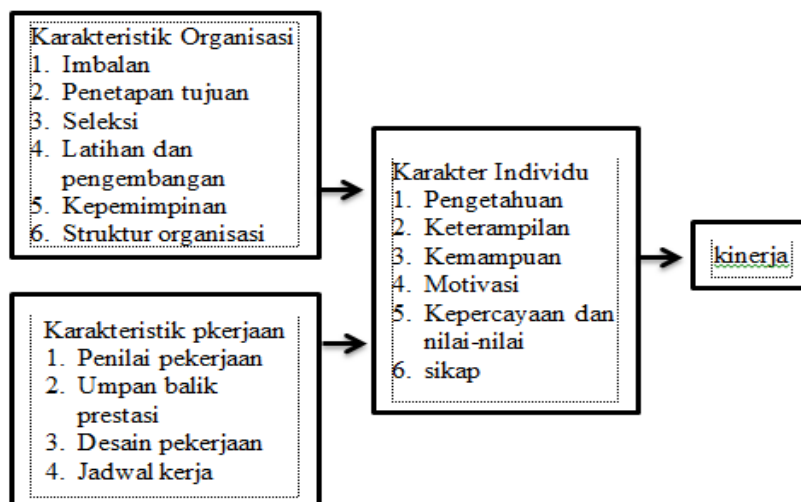 Karakteristik Organisasi
1. Imbalan
2. Penetapan tujuan
3. Seleksi
4. Latihan dan
pengembangan
5. Kepemimpinan
6. Struktur organisasi
Karakteristik pkerjaan
1. Penilai pekerjaan
2. Umpan balik
prestasi
3. Desain pekerjaan
4. Jadwal kerja
Karakter Individu
1. Pengetahuan
2. Keterampilan
3. Kemampuan
4. Motivasi
5. Kepercayaan dan
nilai-nilai
6. sikap
kinerja